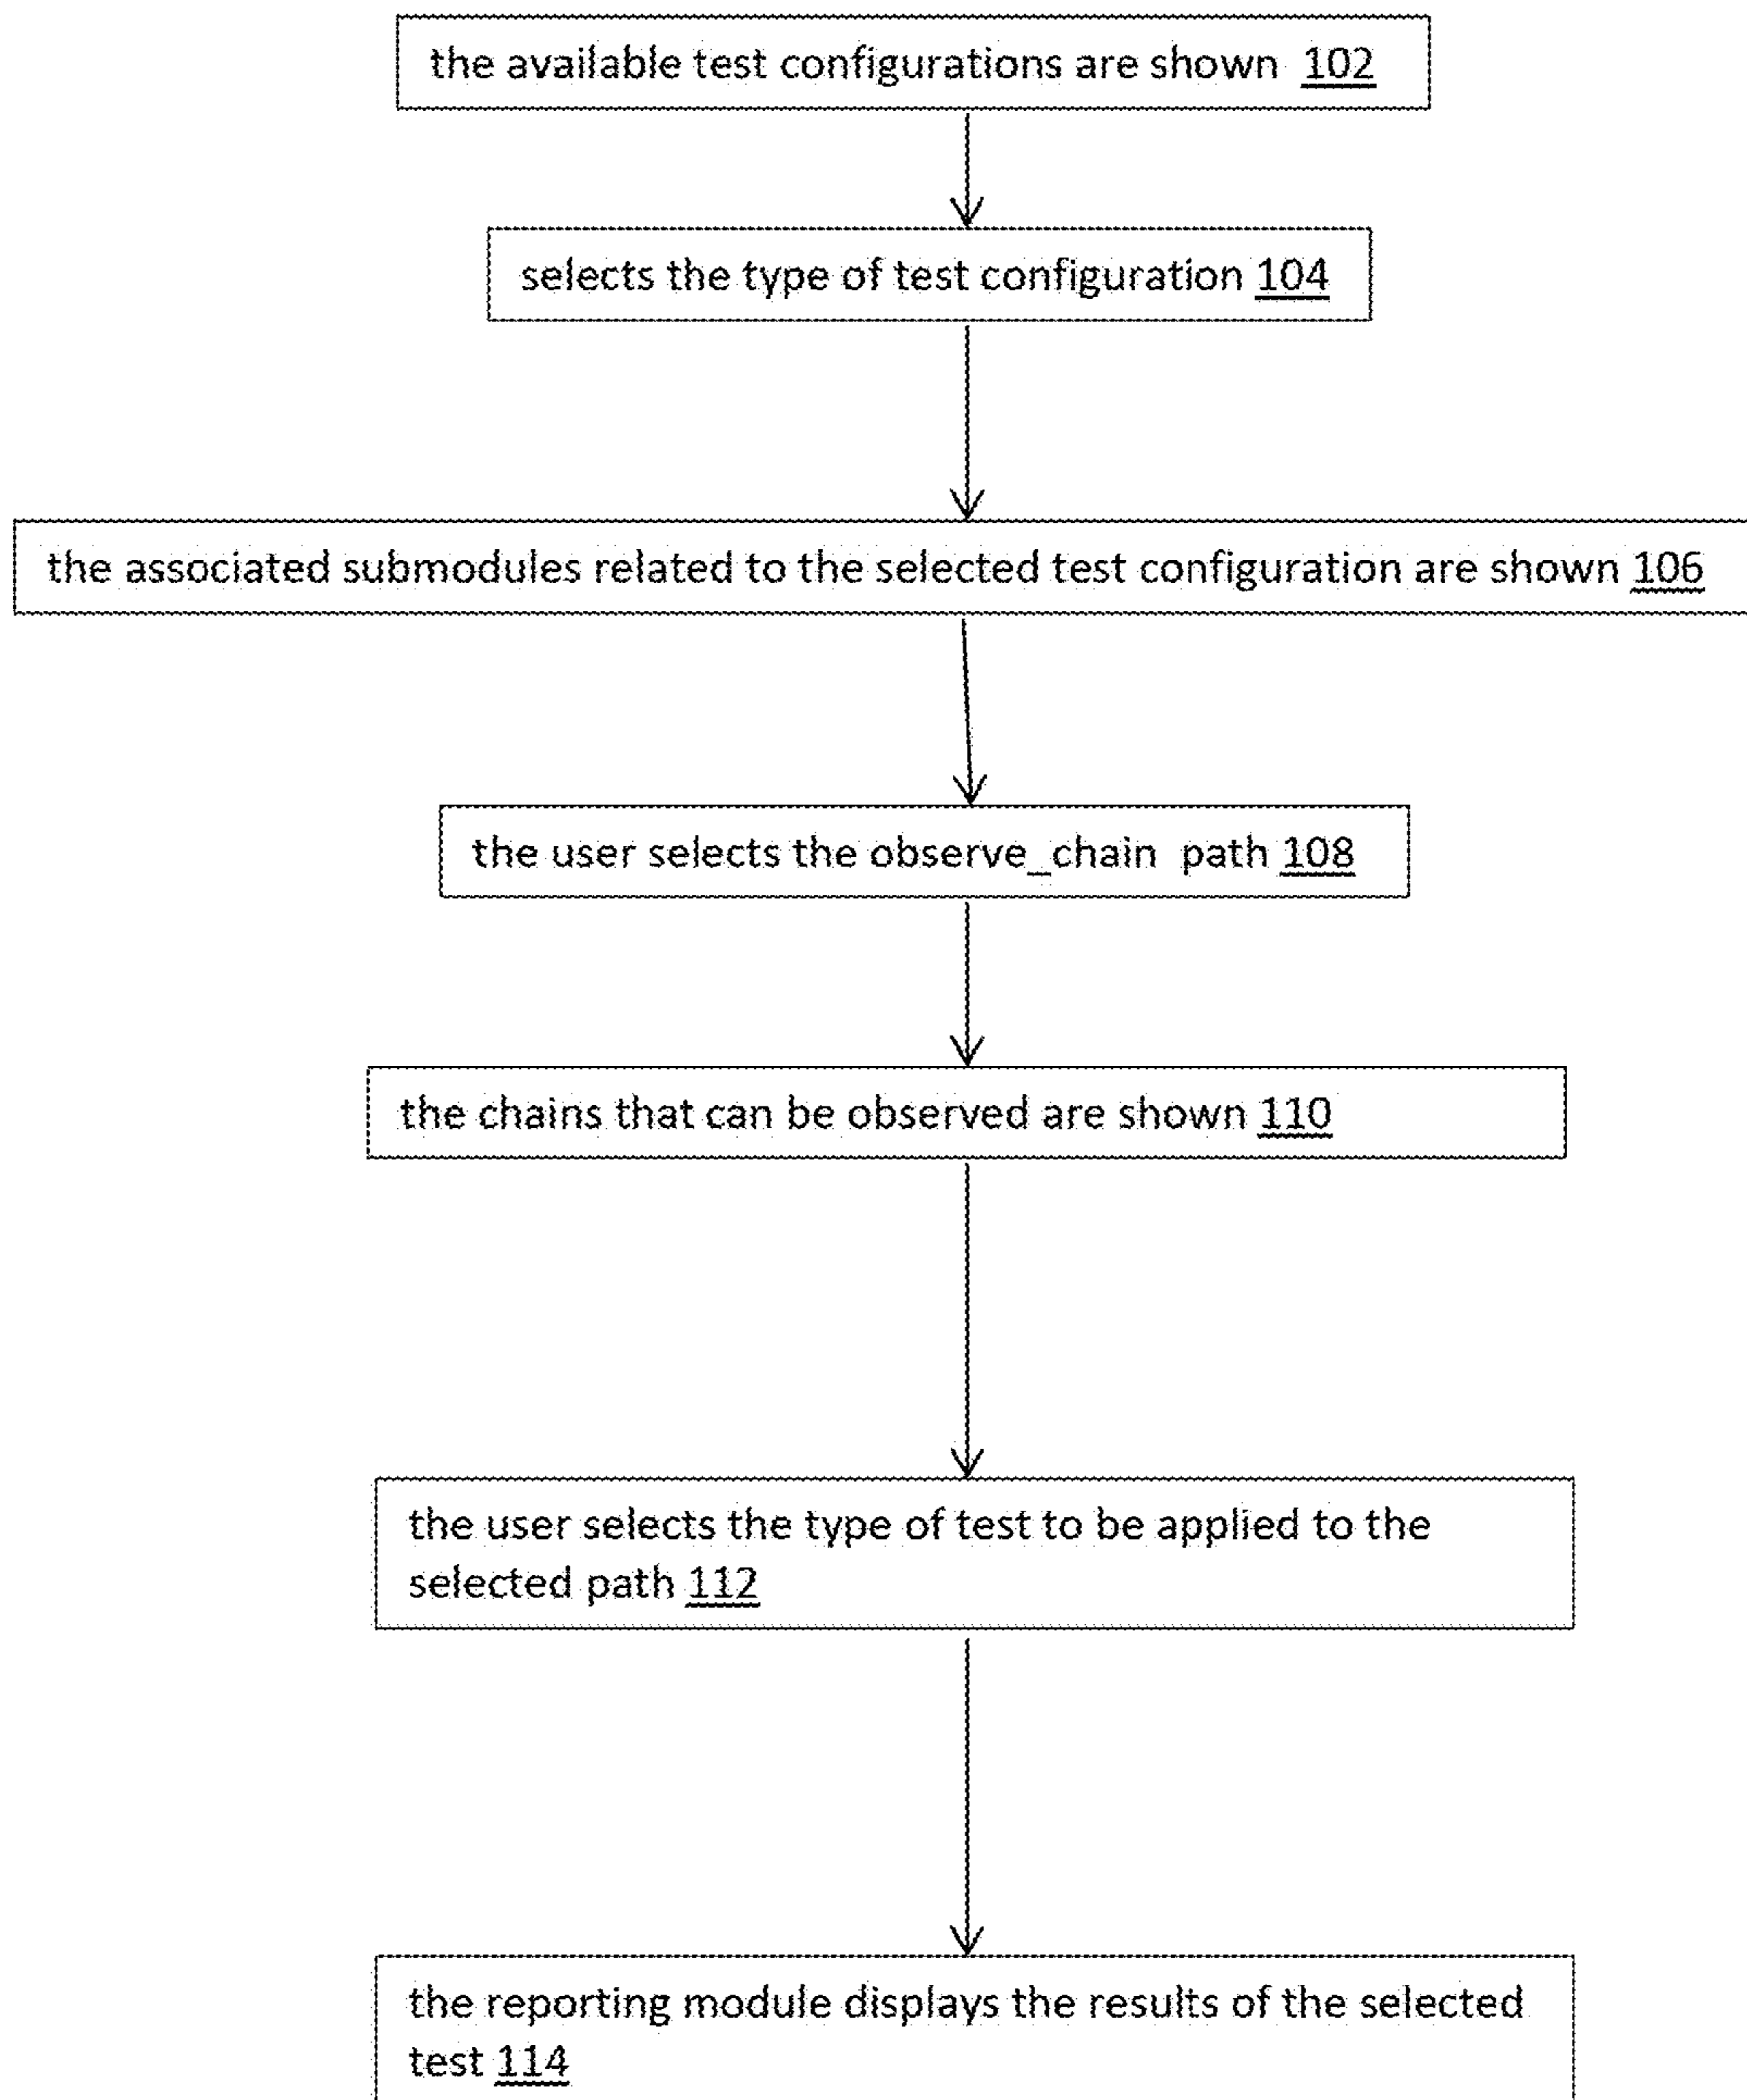 the available test configurations are shown 102
selects the type of test configuration 104
the associated submodules related to the selected test configuration are shown 106
the user selects the observe_chain path 108
the chains that can be observed are shown 110
the user selects the type of test to be applied to the
selected path 112
the reporting module displays the results of the selected
test 114